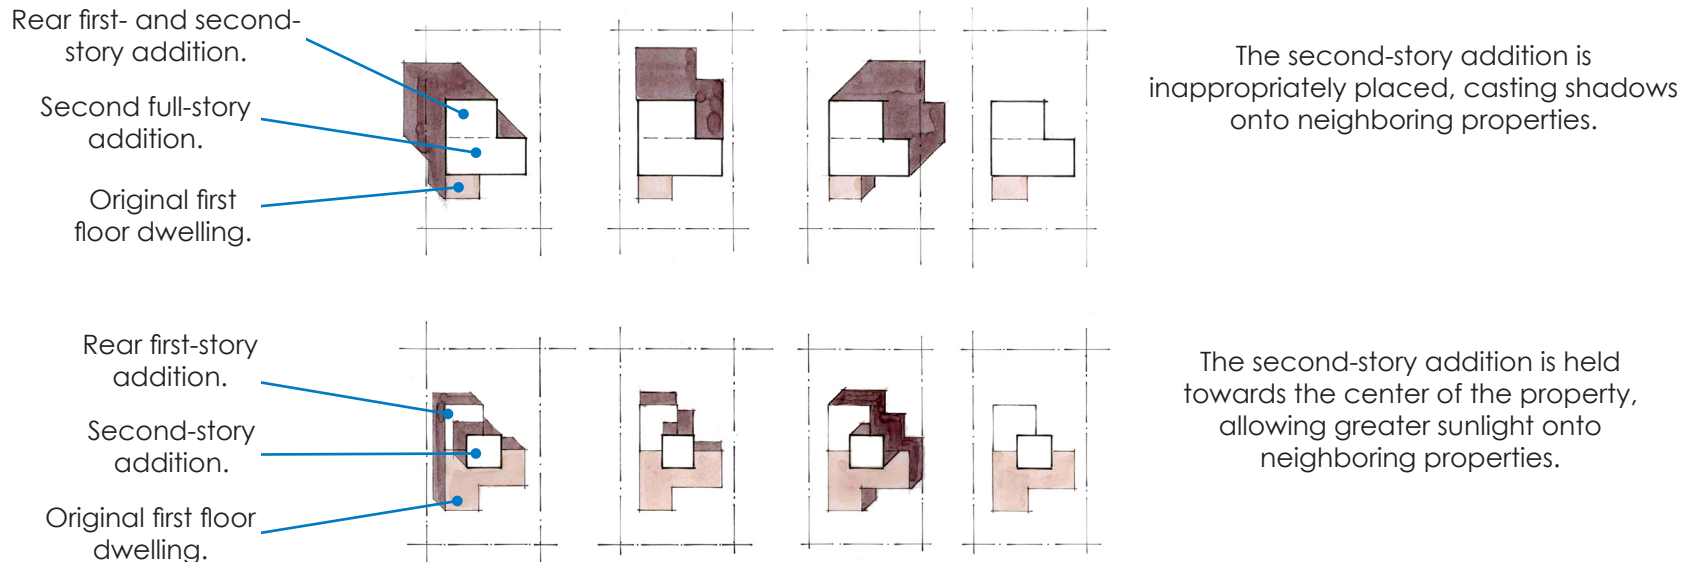 Rear first- and second-
story addition.
Second full-story
addition.
Original first
floor dwelling.
The second-story addition is
inappropriately placed, casting shadows
onto neighboring properties.
Rear first-story
addition.
Second-story
addition.
Original first floor
dwelling.
The second-story addition is held
towards the center of the property,
allowing greater sunlight onto
neighboring properties.